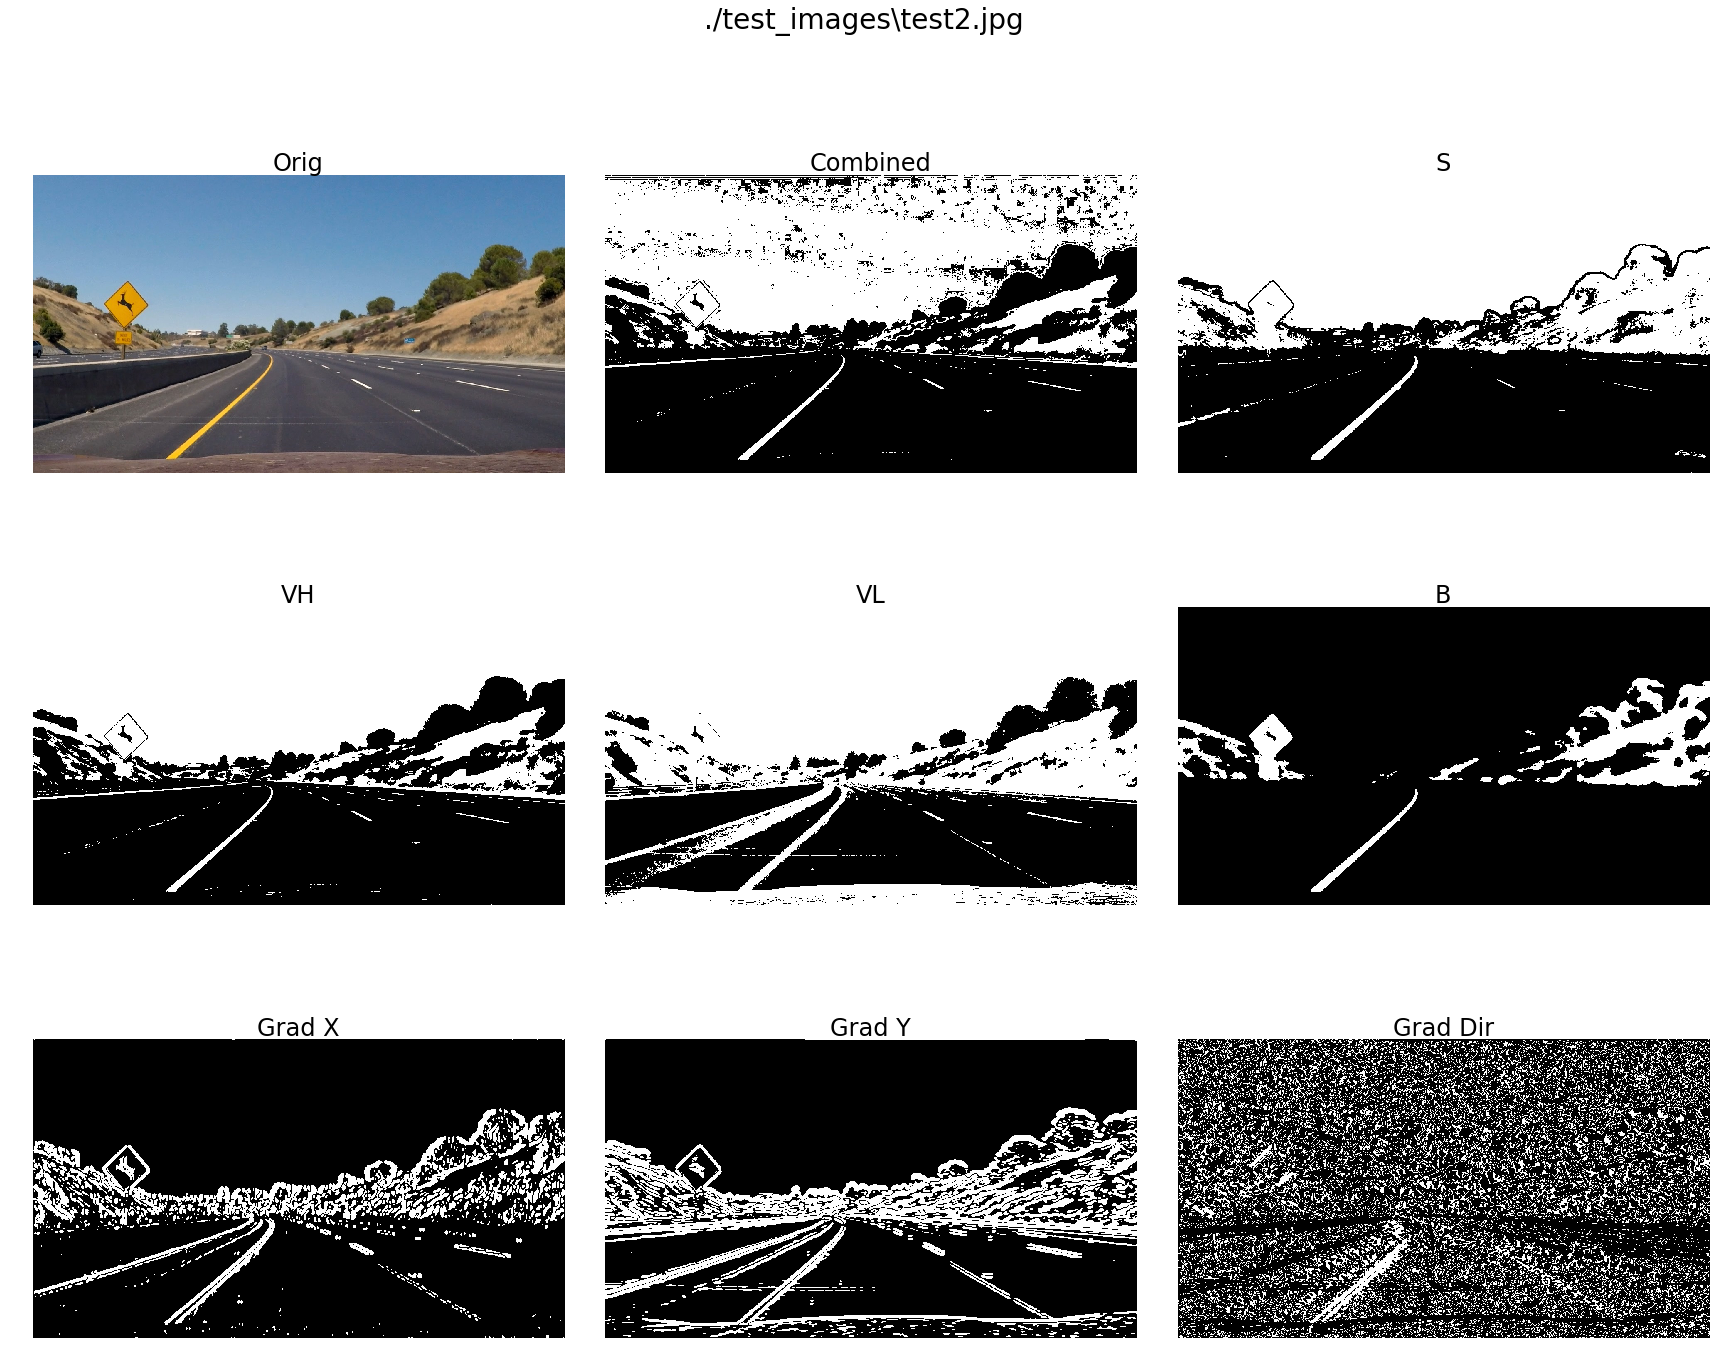 ./test_images\test2.jpg
Orig
Combined
S
VH
VL
B
Grad X
Grad Y
Grad Dir